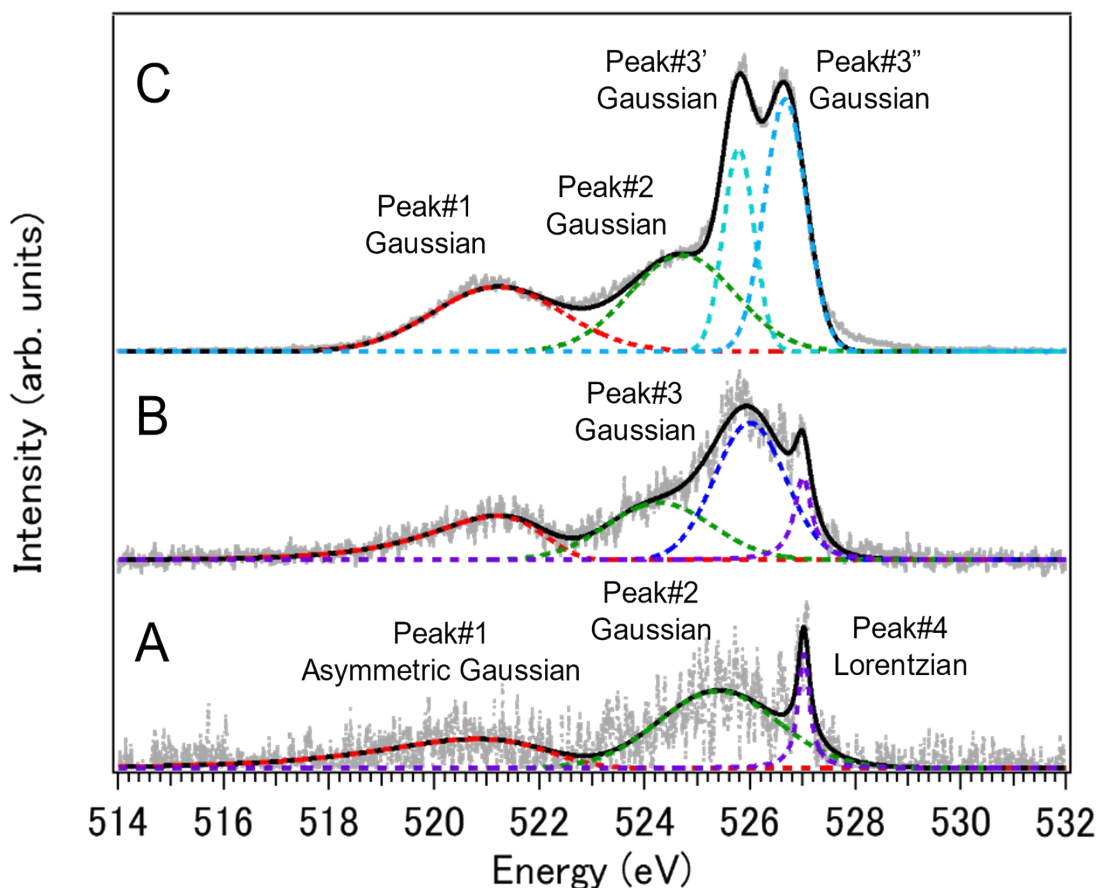 C
Peak#3’
Gaussian
Peak#3”
Gaussian
Peak#1
Gaussian
Peak#2
Gaussian
B
Peak#3
Gaussian
A
Peak#1
Asymmetric Gaussian
Peak#2
Gaussian
Peak#4
Lorentzian
Intensity (arb. units)
514 516 518 520 522 524 526 528 530 532
Energy (eV)